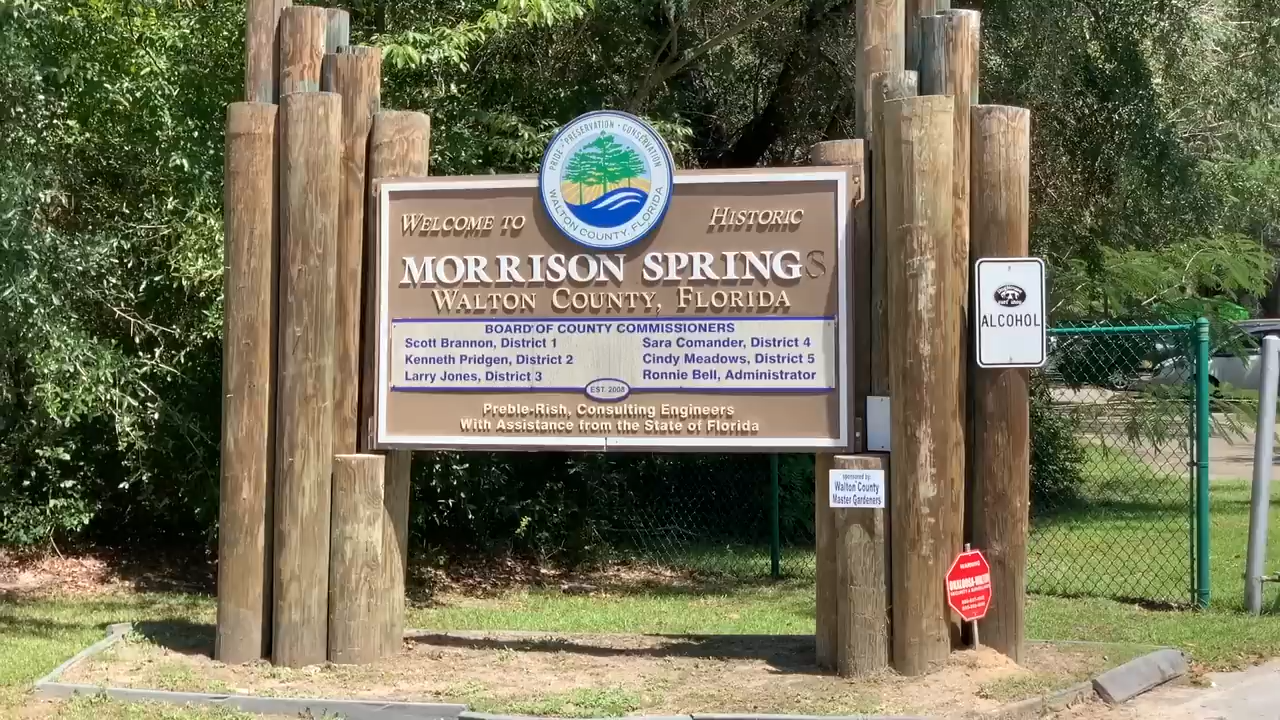 PRIDE • PRESERVATION • CONSERVATION
WALTON COUNTY, FLORIDA
WELCOME TO
HISTORIC
MORRISON SPRINGS
WALTON COUNTY, FLORIDA
BOARD OF COUNTY COMMISSIONERS
Scott Brannon, District 1
Sara Comander, District 4
Kenneth Pridgen, District 2
Cindy Meadows, District 5
Larry Jones, District 3
Ronnie Bell, Administrator
EST. 2008
Preble-Rish, Consulting Engineers
With Assistance from the State of Florida
ALCOHOL
sponsored by:
Walton County
Master Gardeners
WARNING
OKALOOSA-WALTON